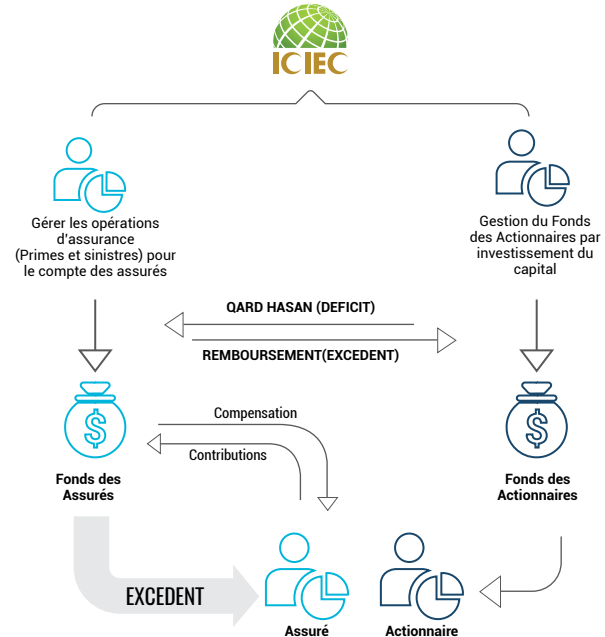 ICIEC
Gérer les opérations
d'assurance
(Primes et sinistres) pour
le compte des assurés
Gestion du Fonds
des Actionnaires par
investissement du
capital
QARD HASAN (DEFICIT)
REMBOURSEMENT(EXCEDENT)
$
$
Compensation
Contributions
Fonds des
Assurés
Fonds des
Actionnaires
EXCEDENT
Assuré
Actionnaire